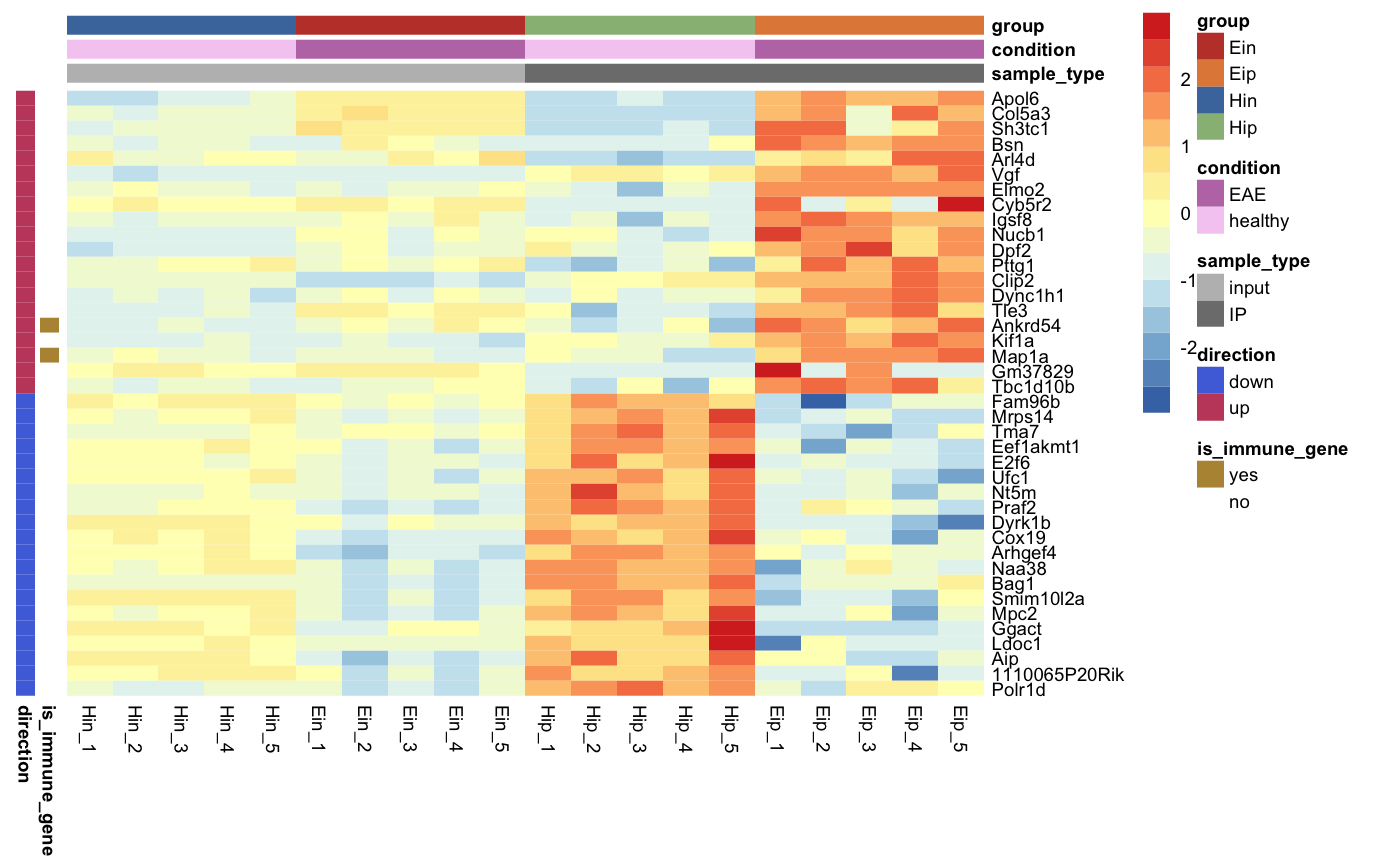 group
condition
sample_type
Apol6
Col5a3
Sh3tc1
Bsn
Arl4d
Vgf
Elmo2
Cyb5r2
Igsf8
Nucb1
Dpf2
Pttg1
Clip2
Dync1h1
Tle3
Ankrd54
Kif1a
Map1a
Gm37829
Tbc1d10b
Fam96b
Mrps14
Tma7
Eef1akmt1
E2f6
Ufc1
Nt5m
Praf2
Dyrk1b
Cox19
Arhgef4
Naa38
Bag1
Smim10l2a
Mpc2
Ggact
Ldoc1
Aip
1110065P20Rik
Polr1d
direction
is_immune_gene
Hin_1
Hin_2
Hin_3
Hin_4
Hin_5
Ein_1
Ein_2
Ein_3
Ein_4
Ein_5
Hip_1
Hip_2
Hip_3
Hip_4
Hip_5
Eip_1
Eip_2
Eip_3
Eip_4
Eip_5
2
1
0
-1
-2
group
Ein
Eip
Hin
Hip
condition
EAE
healthy
sample_type
input
IP
direction
down
up
is_immune_gene
yes
no